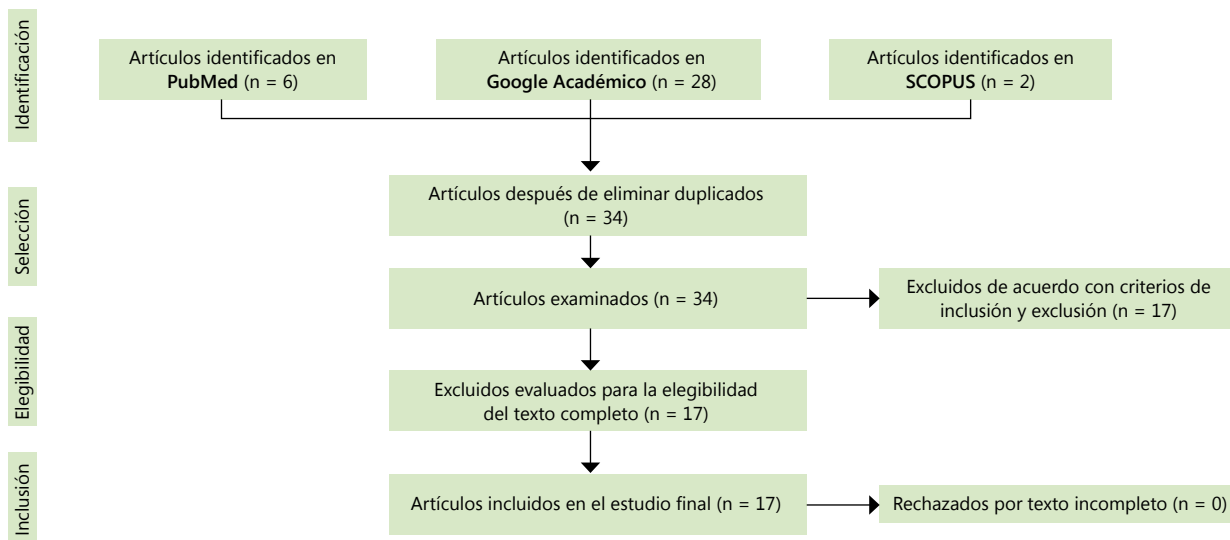 Identificación
Artículos identificados en
PubMed (n = 6)
Artículos identificados en
Google Académico (n = 28)
Artículos identificados en
SCOPUS (n = 2)
Selección
Artículos después de eliminar duplicados
(n = 34)
Artículos examinados (n = 34)
Excluidos de acuerdo con criterios de
inclusión y exclusión (n = 17)
Elegibilidad
Excluidos evaluados para la elegibilidad
del texto completo (n = 17)
Inclusión
Artículos incluidos en el estudio final (n = 17)
Rechazados por texto incompleto (n = 0)